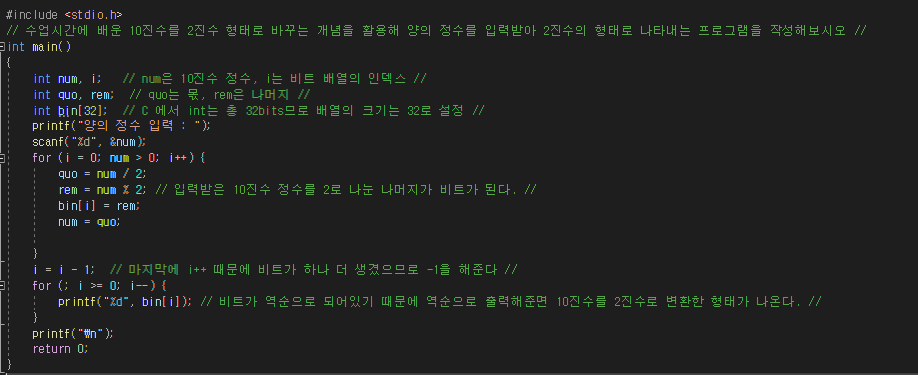 #include <stdio.h>
// 수업시간에 배운 10진수를 2진수 형태로 바꾸는 개념을 활용해 양의 정수를 입력받아 2진수의 형태로 나타내는 프로그램을 작성해보시오 //
int main()
{
int num, i; // num은 10진수 정수, i는 비트 배열의 인덱스 //
int quo, rem; // quo는 몫, rem은 나머지 //
int bin[32]; // C 에서 int는 총 32bits므로 배열의 크기는 32로 설정 //
printf("양의 정수 입력 : ");
scanf("%d", &num);
for (i = 0; num > 0; i++) {
quo = num / 2;
rem = num % 2; // 입력받은 10진수 정수를 2로 나눈 나머지가 비트가 된다. //
bin[i] = rem;
num = quo;
}
i = i - 1; // 마지막에 i++ 때문에 비트가 하나 더 생겼으므로 -1을 해준다 //
for (; i >= 0; i--) {
printf("%d", bin[i]); // 비트가 역순으로 되어있기 때문에 역순으로 출력해준면 10진수를 2진수로 변환한 형태가 나온다. //
}
printf("₩n");
return 0;
}